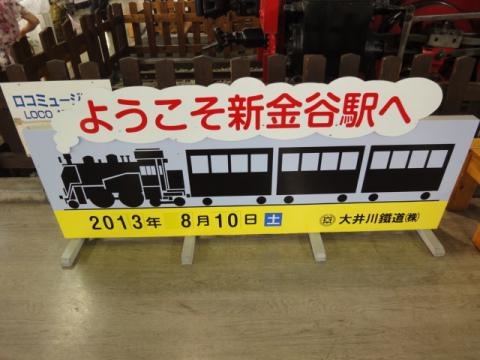 ロコミュージ
LOCO
ようこそ新金谷駅へ
2013年 8月10日 土
大井川鐵道(株)